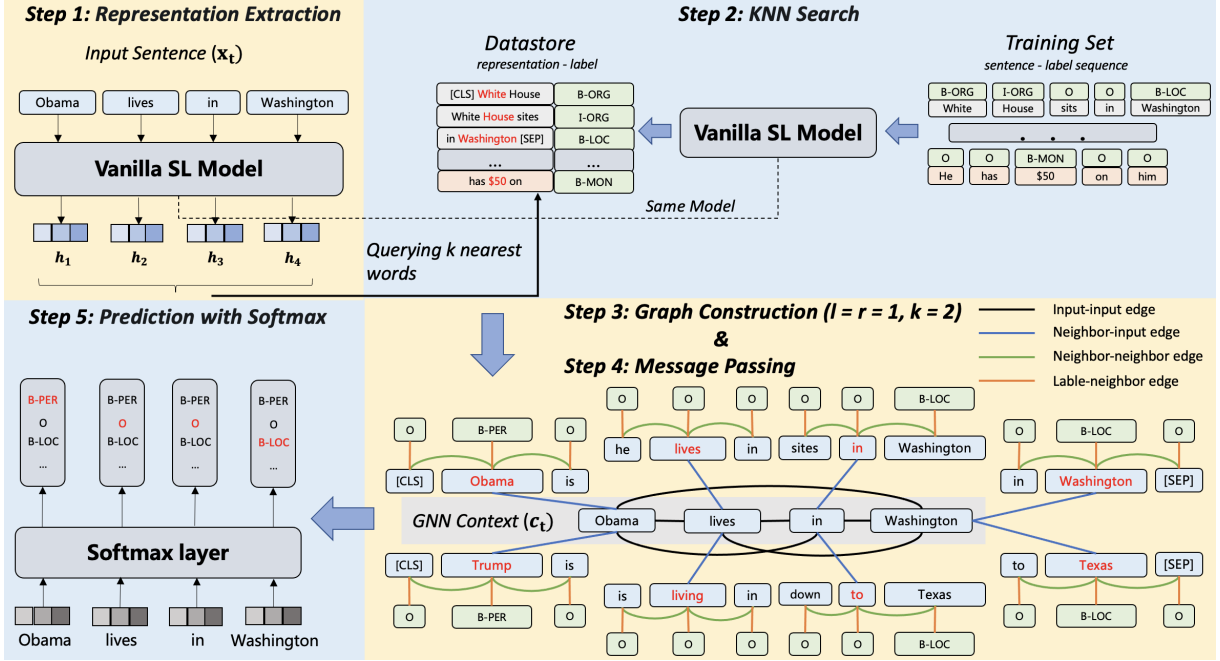 Step 1: Representation Extraction
Input Sentence (x_t)
Obama lives in Washington
Vanilla SL Model
h_1 h_2 h_3 h_4
Step 2: KNN Search
Datastore
representation - label
[CLS] White House B-ORG
White House sites I-ORG
in Washington [SEP] B-LOC
... ...
has $50 on B-MON
Vanilla SL Model
Training Set
sentence - label sequence
B-ORG I-ORG O O B-LOC
White House sits in Washington
. . .
O O B-MON O O
He has $50 on him
Same Model
Querying k nearest
words
Step 3: Graph Construction (l = r = 1, k = 2)
&
Step 4: Message Passing
Input-input edge
Neighbor-input edge
Neighbor-neighbor edge
Lable-neighbor edge
O O O O O B-LOC
he lives in sites in Washington
O B-PER O
[CLS] Obama is
O B-LOC O
in Washington [SEP]
GNN Context (c_t)
Obama lives in Washington
[CLS] Trump is
O B-PER O
is living in down to Texas
O O O O O B-LOC
to Texas [SEP]
O B-LOC O
Step 5: Prediction with Softmax
B-PER B-PER B-PER B-PER
O O O O
B-LOC B-LOC B-LOC B-LOC
... ... ... ...
Softmax layer
Obama lives in Washington